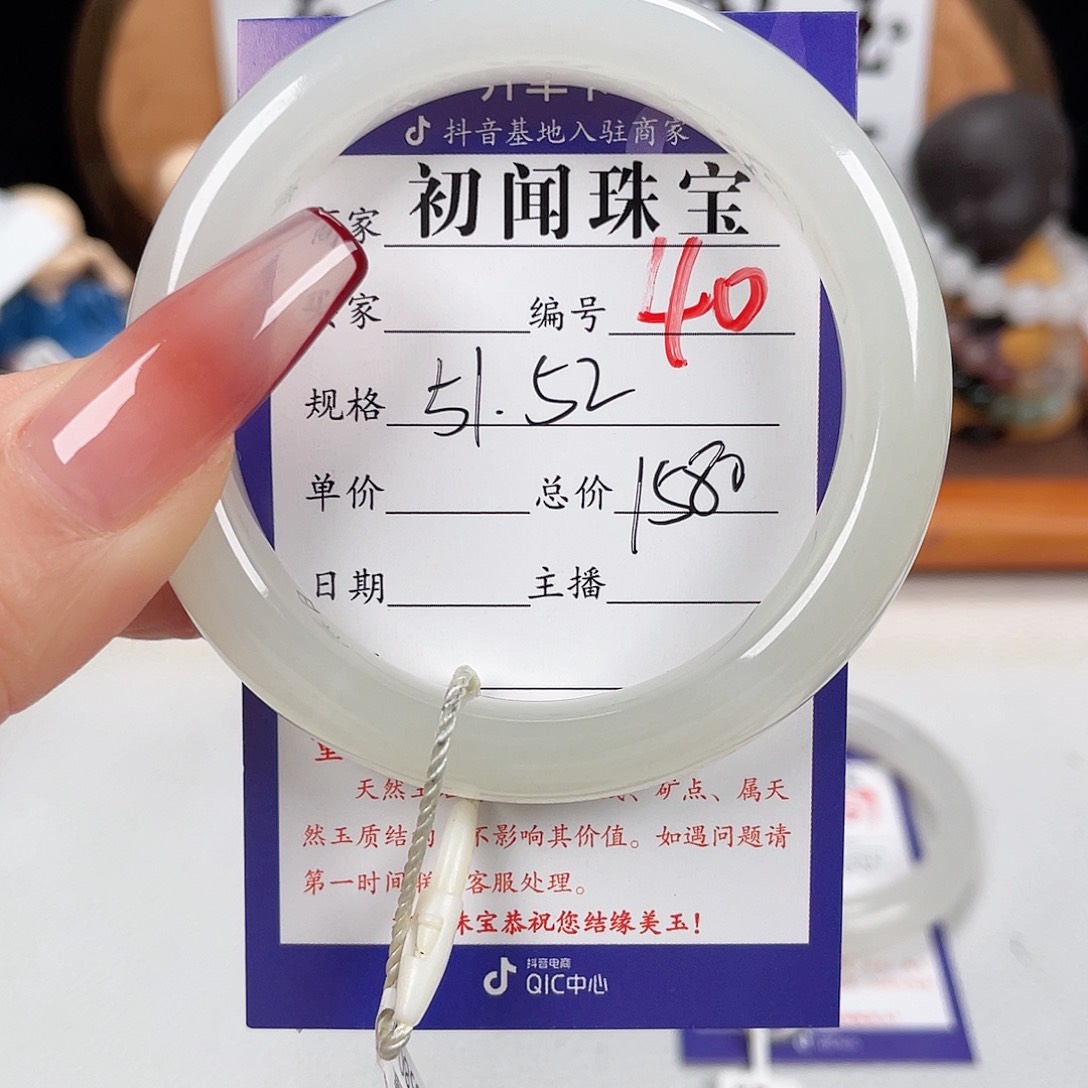 抖音基地入驻商家
商家 初闻珠宝
家 编号 40
规格 51.52
单价 总价 1580
日期 主播
天然玉 矿点、属天
然玉质结 不影响其价值。如遇问题请
第一时间 客服处理。
珠宝恭祝您结缘美玉!
抖音电商
QIC中心